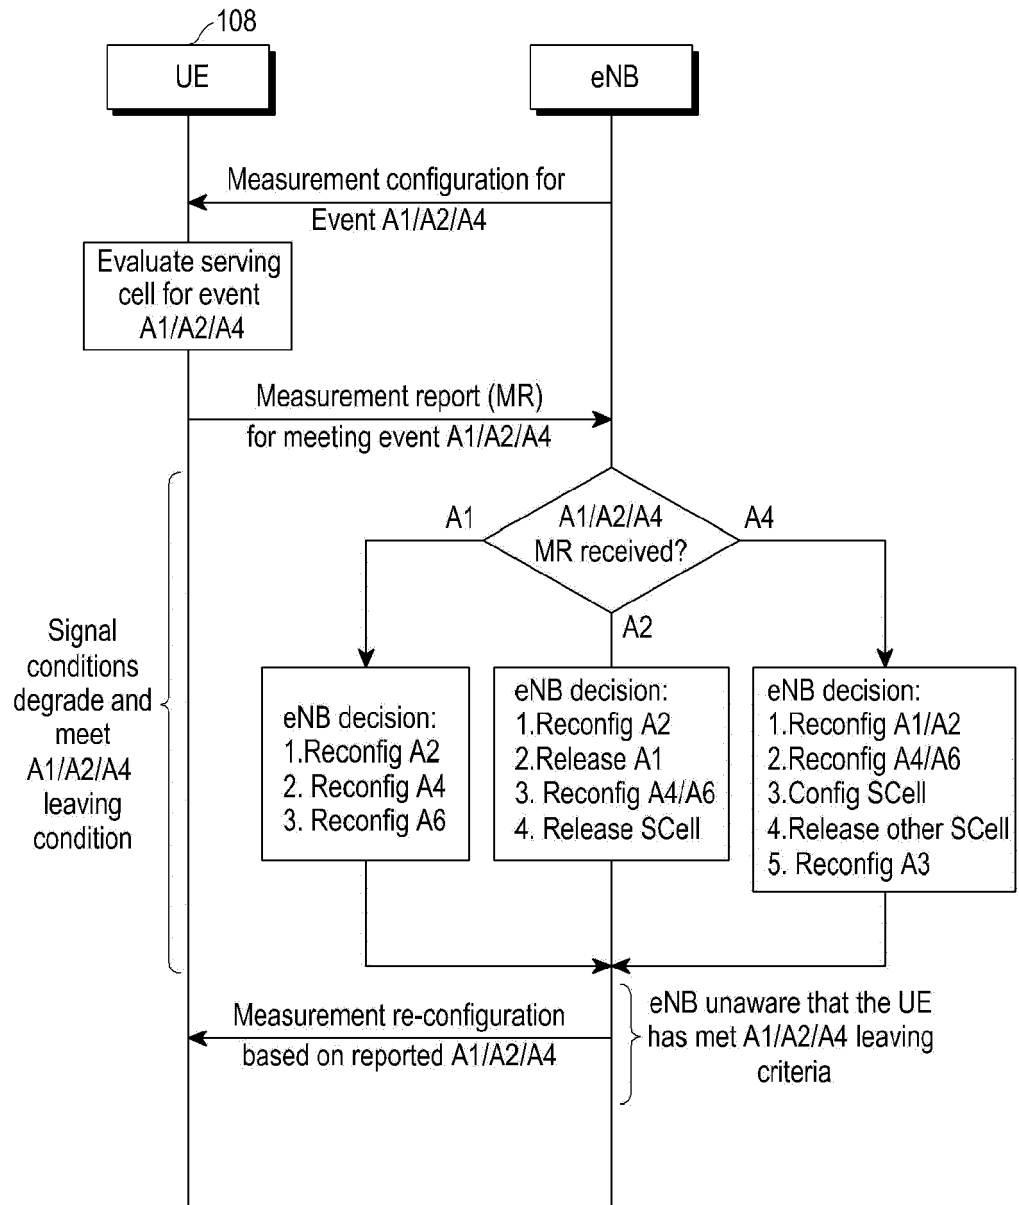 108
UE
eNB
Measurement configuration for
Event A1/A2/A4
Evaluate serving
cell for event
A1/A2/A4
Measurement report (MR)
for meeting event A1/A2/A4
A1
A1/A2/A4
MR received?
A4
A2
Signal
conditions
degrade and
meet
A1/A2/A4
leaving
condition
eNB decision:
1.Reconfig A2
2. Reconfig A4
3. Reconfig A6
eNB decision:
1.Reconfig A2
2.Release A1
3. Reconfig A4/A6
4. Release SCell
eNB decision:
1.Reconfig A1/A2
2.Reconfig A4/A6
3.Config SCell
4.Release other SCell
5. Reconfig A3
Measurement re-configuration
based on reported A1/A2/A4
eNB unaware that the UE
has met A1/A2/A4 leaving
criteria